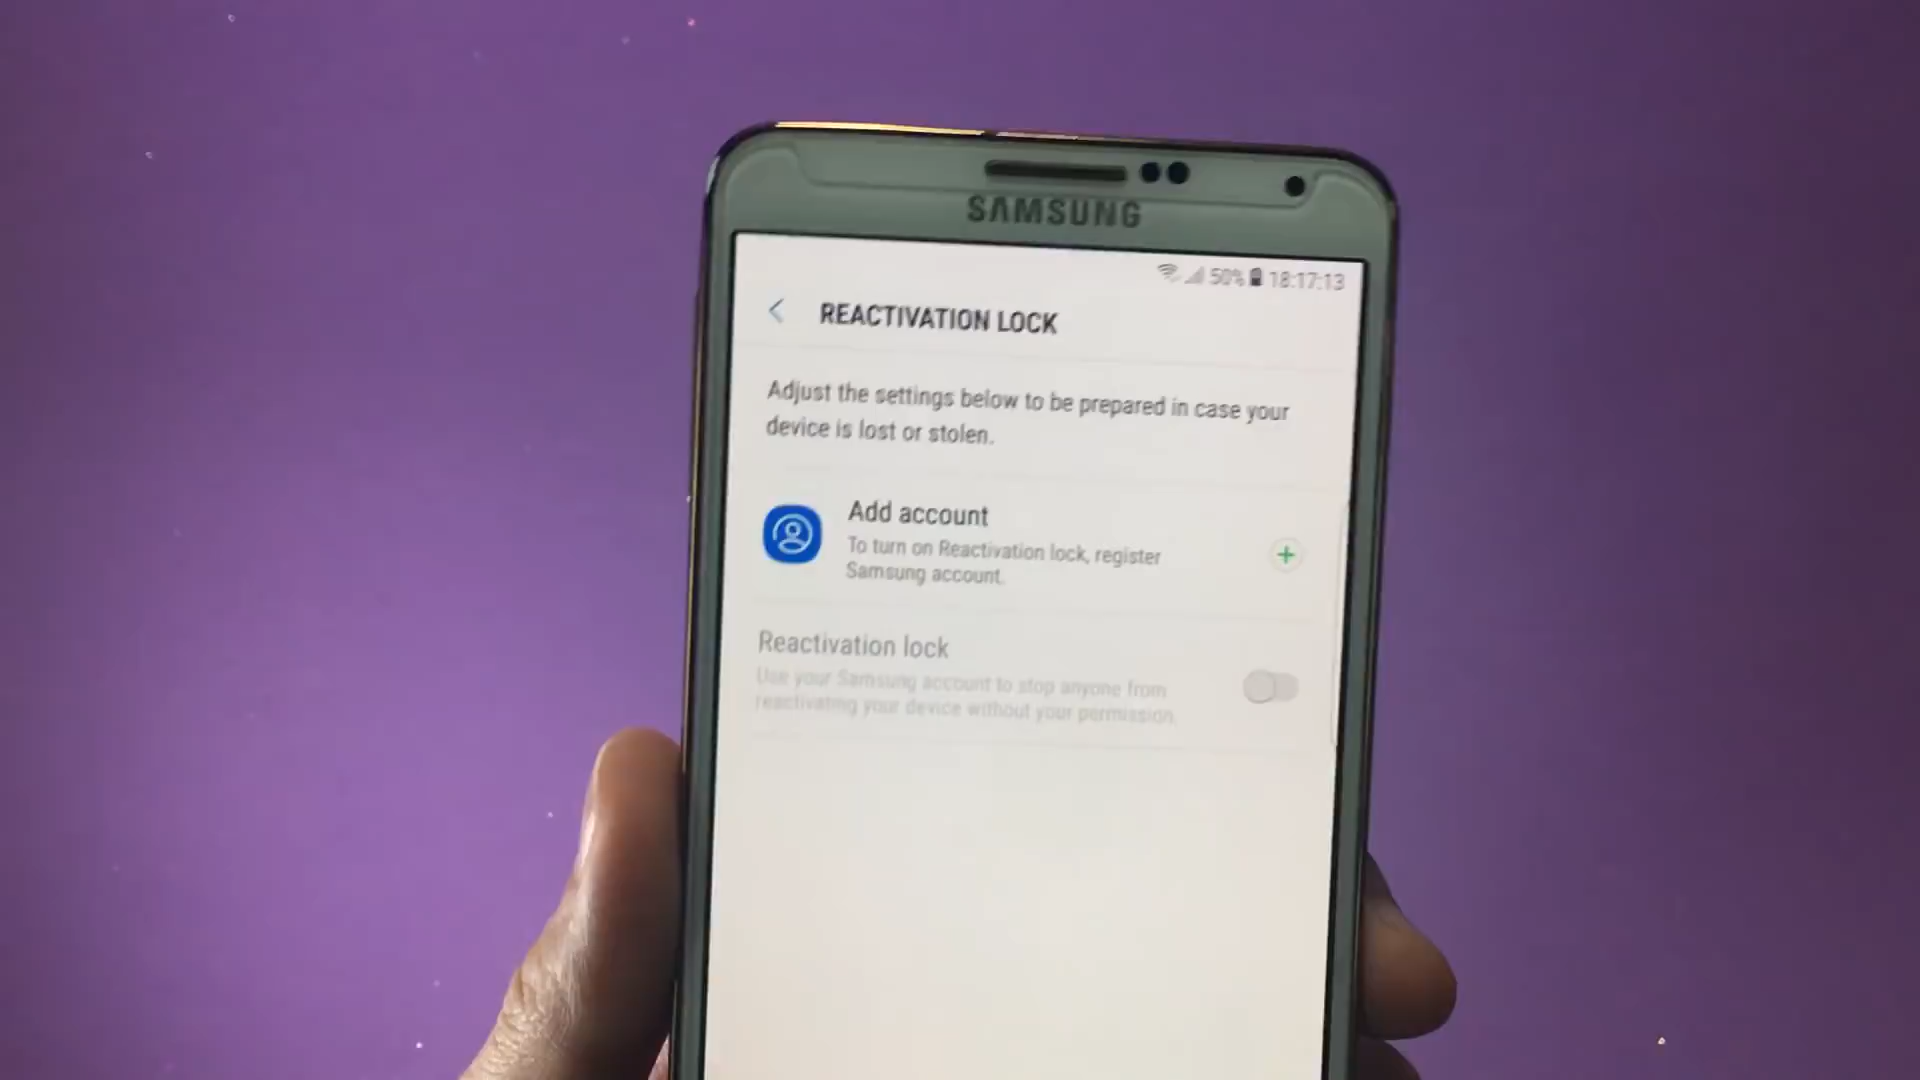 SAMSUNG
50% 18:17:13
REACTIVATION LOCK
Adjust the settings below to be prepared in case your
device is lost or stolen.
Add account
To turn on Reactivation lock, register
Samsung account.
Reactivation lock
Use your Samsung account to stop anyone from
reactivating your device without your permission.